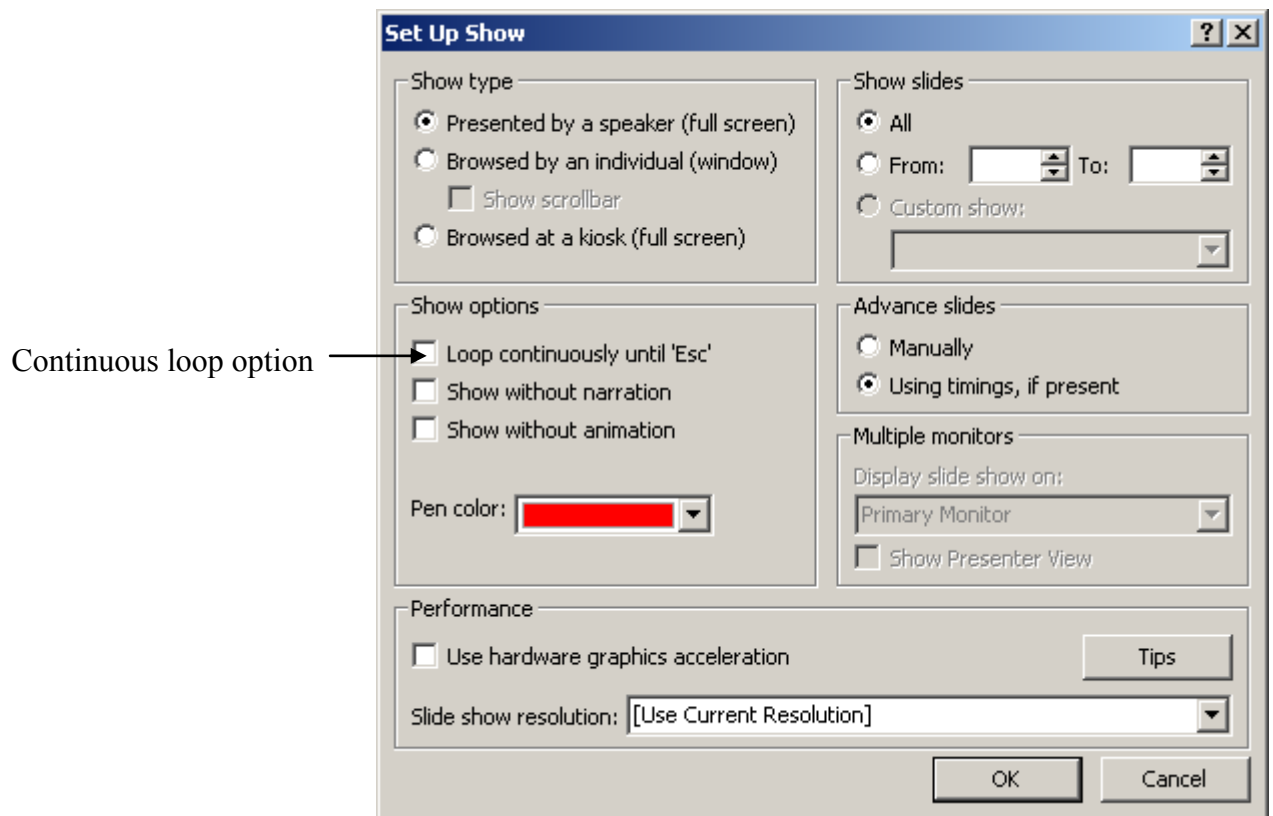 Set Up Show
Show type
Presented by a speaker (full screen)
Browsed by an individual (window)
Show scrollbar
Browsed at a kiosk (full screen)
Show slides
All
From: To:
Custom show:
Continuous loop option
Show options
Loop continuously until 'Esc'
Show without narration
Show without animation
Pen color:
Advance slides
Manually
Using timings, if present
Multiple monitors
Display slide show on:
Primary Monitor
Show Presenter View
Performance
Use hardware graphics acceleration
Tips
Slide show resolution: [Use Current Resolution]
OK Cancel